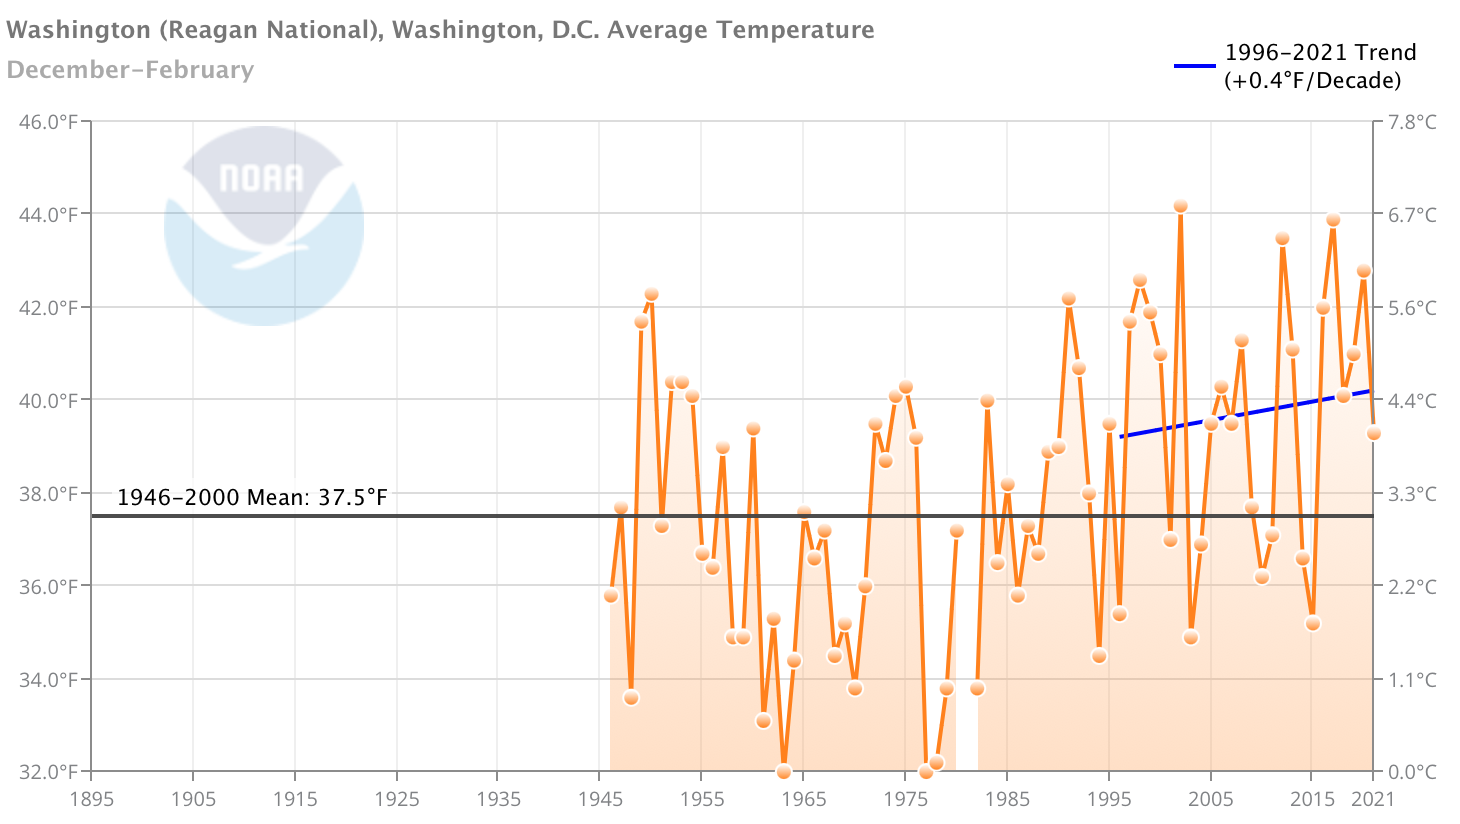 Washington (Reagan National), Washington, D.C. Average Temperature
December–February
1996–2021 Trend
(+0.4°F/Decade)
46.0°F
7.8°C
NOAA
44.0°F
6.7°C
42.0°F
5.6°C
40.0°F
4.4°C
38.0°F
3.3°C
1946–2000 Mean: 37.5°F
36.0°F
2.2°C
34.0°F
1.1°C
32.0°F
0.0°C
1895 1905 1915 1925 1935 1945 1955 1965 1975 1985 1995 2005 2015 2021